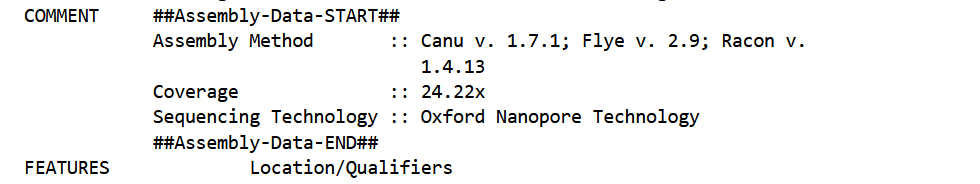 COMMENT     ##Assembly-Data-START##
            Assembly Method       :: Canu v. 1.7.1; Flye v. 2.9; Racon v.
                                     1.4.13
            Coverage              :: 24.22x
            Sequencing Technology :: Oxford Nanopore Technology
            ##Assembly-Data-END##
FEATURES             Location/Qualifiers